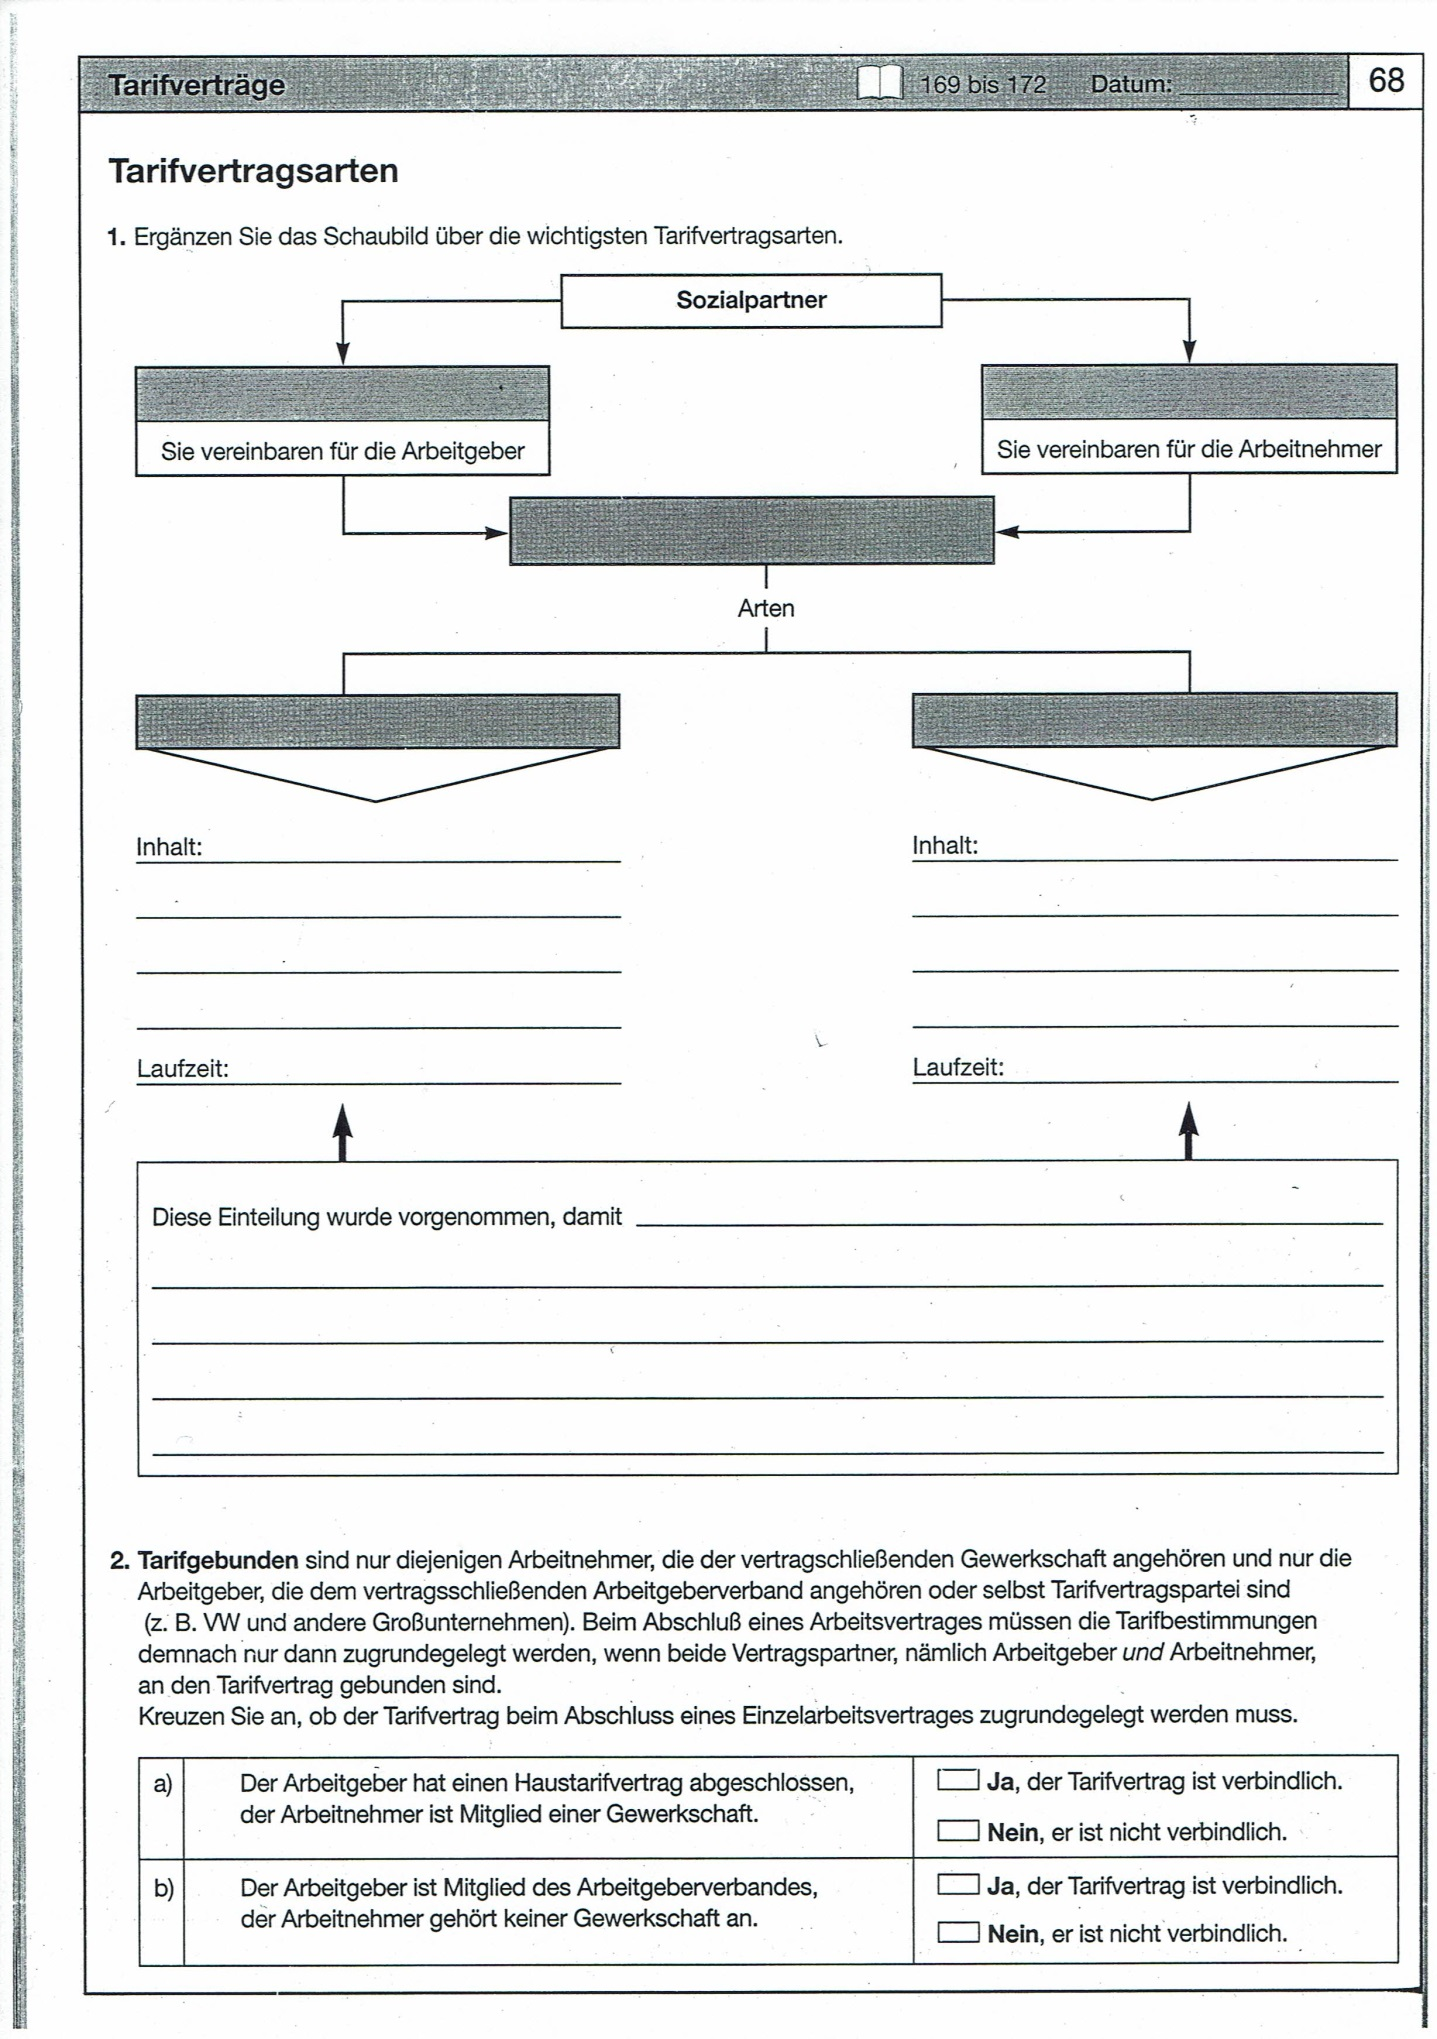 Tarifverträge 169 bis 172 Datum: 68
Tarifvertragsarten
1. Ergänzen Sie das Schaubild über die wichtigsten Tarifvertragsarten.
Sozialpartner
Sie vereinbaren für die Arbeitgeber
Sie vereinbaren für die Arbeitnehmer
Arten
Inhalt:
Laufzeit:
Inhalt:
Laufzeit:
Diese Einteilung wurde vorgenommen, damit
2. Tarifgebunden sind nur diejenigen Arbeitnehmer, die der vertragschließenden Gewerkschaft angehören und nur die
Arbeitgeber, die dem vertragsschließenden Arbeitgeberverband angehören oder selbst Tarifvertragspartei sind
(z. B. VW und andere Großunternehmen). Beim Abschluß eines Arbeitsvertrages müssen die Tarifbestimmungen
demnach nur dann zugrundegelegt werden, wenn beide Vertragspartner, nämlich Arbeitgeber und Arbeitnehmer,
an den Tarifvertrag gebunden sind.
Kreuzen Sie an, ob der Tarifvertrag beim Abschluss eines Einzelarbeitsvertrages zugrundegelegt werden muss.
a) Der Arbeitgeber hat einen Haustarifvertrag abgeschlossen,
der Arbeitnehmer ist Mitglied einer Gewerkschaft.
Ja, der Tarifvertrag ist verbindlich.
Nein, er ist nicht verbindlich.
b) Der Arbeitgeber ist Mitglied des Arbeitgeberverbandes,
der Arbeitnehmer gehört keiner Gewerkschaft an.
Ja, der Tarifvertrag ist verbindlich.
Nein, er ist nicht verbindlich.